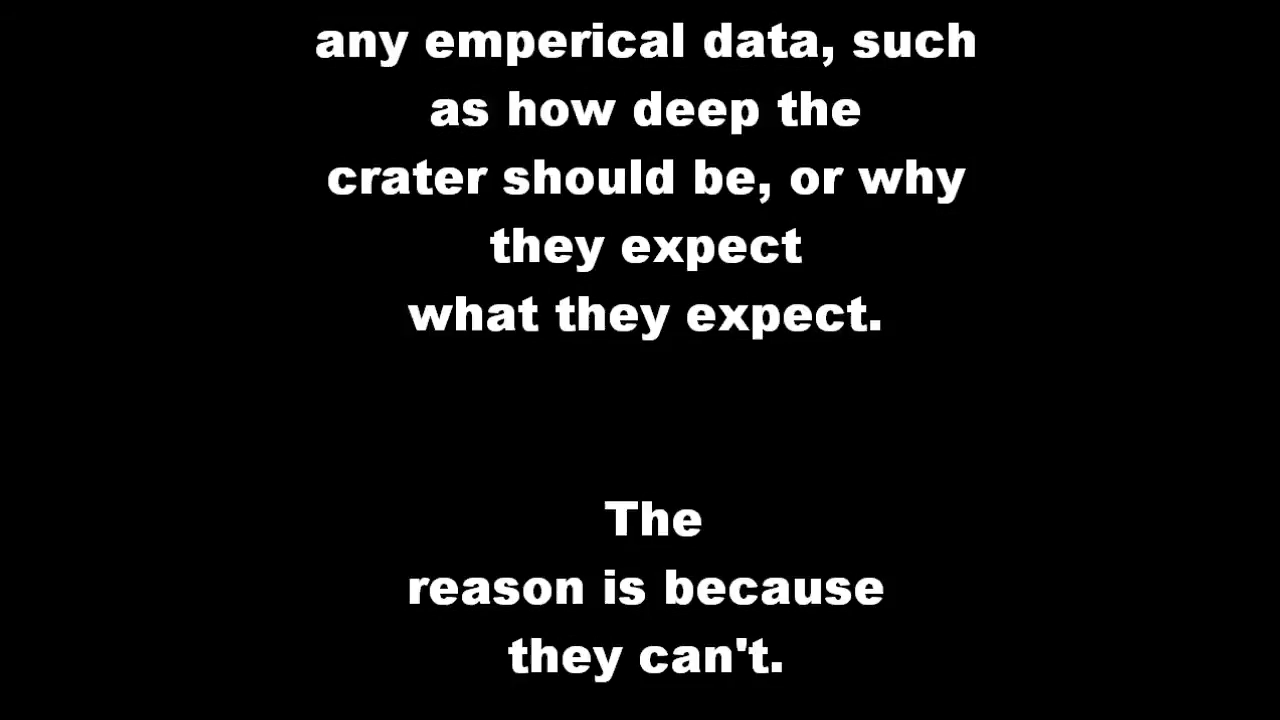 any emperical data, such
as how deep the
crater should be, or why
they expect
what they expect.
The
reason is because
they can't.